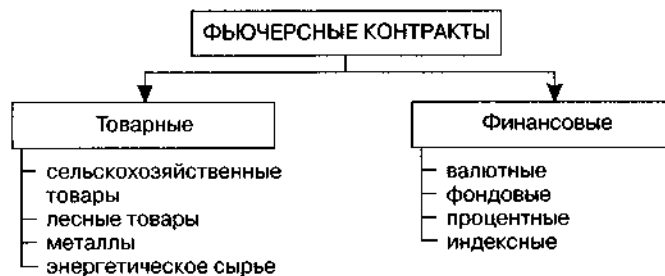 ФЬЮЧЕРСНЫЕ КОНТРАКТЫ
Товарные
сельскохозяйственные
товары
лесные товары
металлы
энергетическое сырье
Финансовые
валютные
фондовые
процентные
индексные